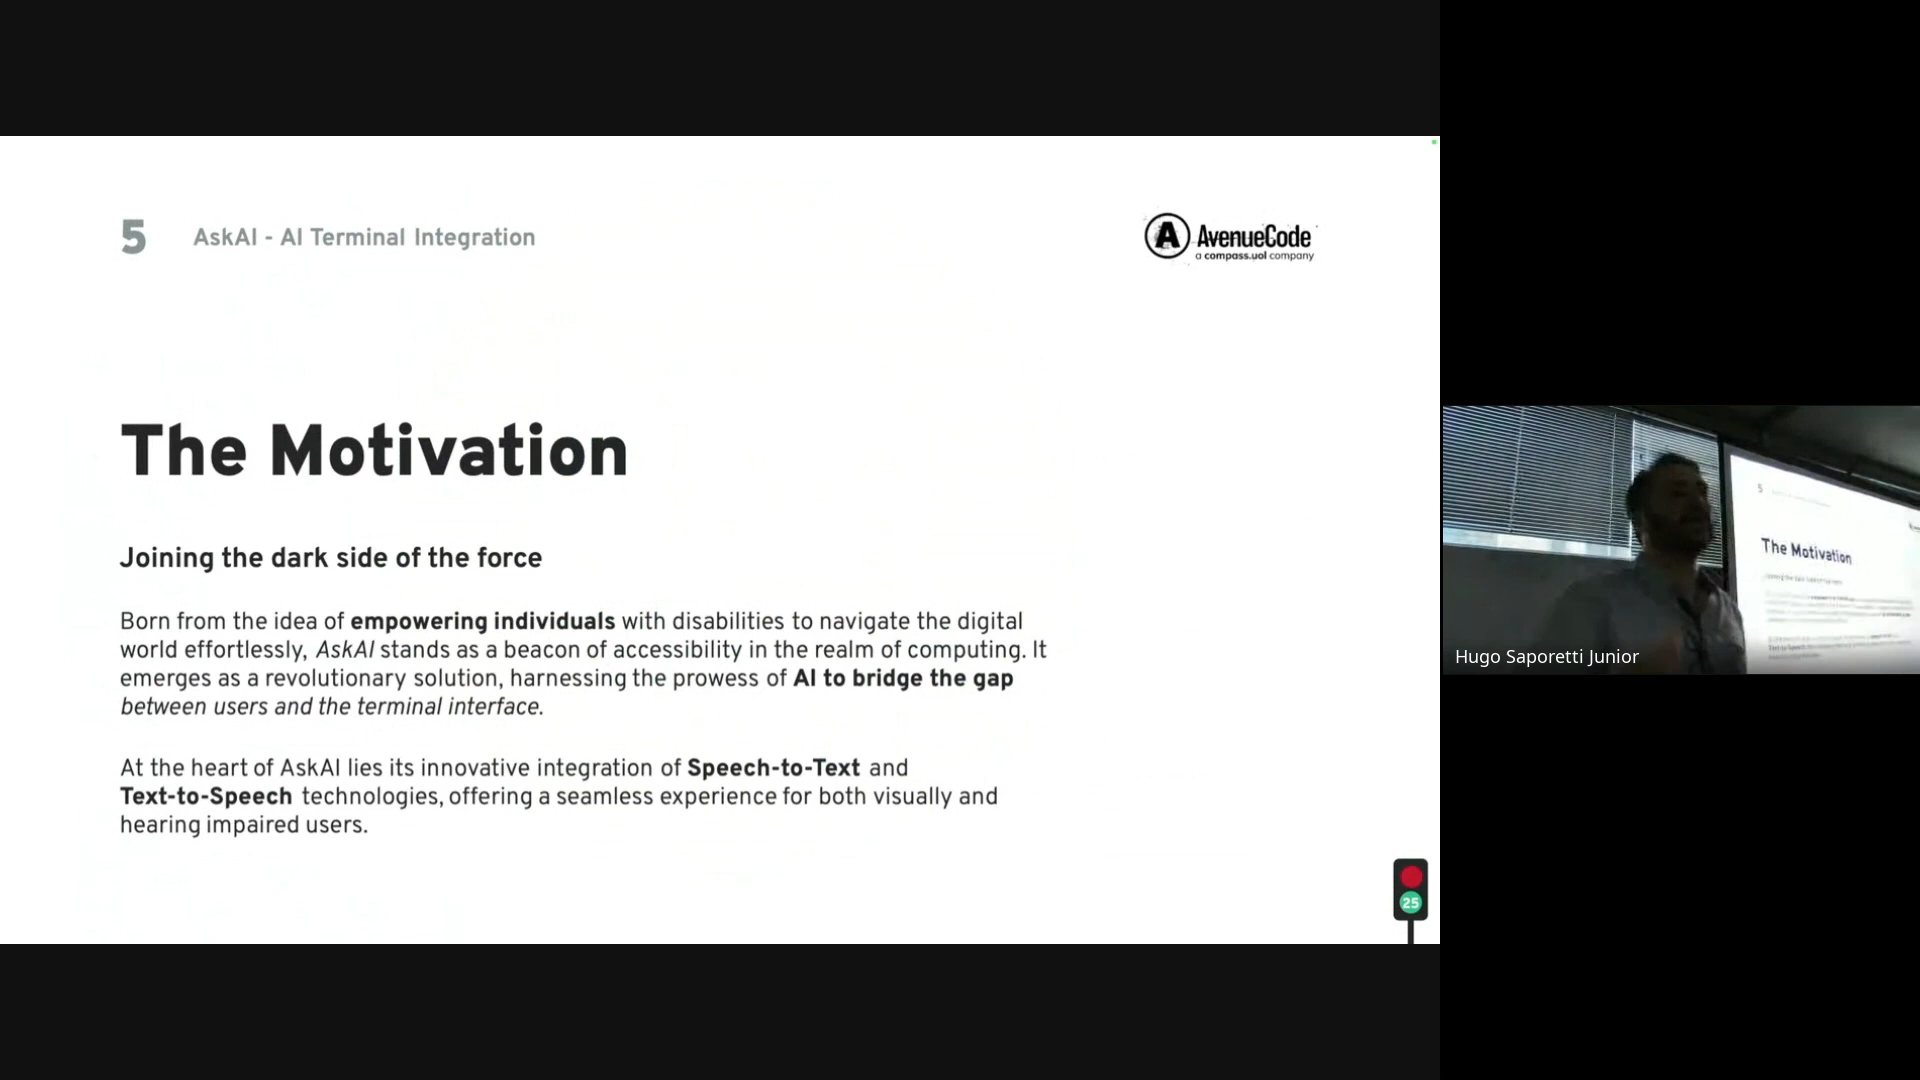 5 AskAI - AI Terminal Integration
A AvenueCode
a compass.uol company
The Motivation
Joining the dark side of the force
Born from the idea of empowering individuals with disabilities to navigate the digital
world effortlessly, AskAI stands as a beacon of accessibility in the realm of computing. It
emerges as a revolutionary solution, harnessing the prowess of AI to bridge the gap
between users and the terminal interface.
At the heart of AskAI lies its innovative integration of Speech-to-Text and
Text-to-Speech technologies, offering a seamless experience for both visually and
hearing impaired users.
25
5
The Motivation
Hugo Saporetti Junior